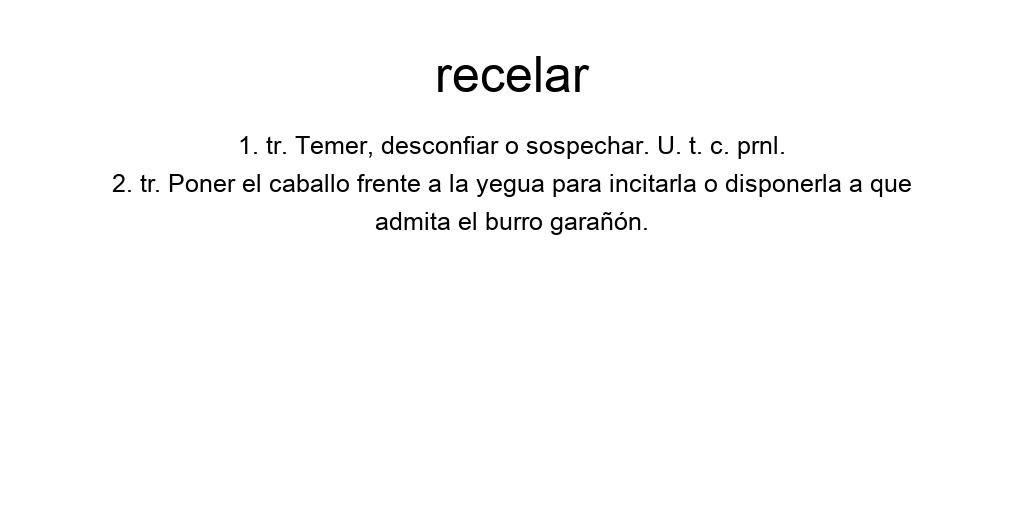 recelar
1. tr. Temer, desconfiar o sospechar. U. t. c. prnl.
2. tr. Poner el caballo frente a la yegua para incitarla o disponerla a que
admita el burro garañón.